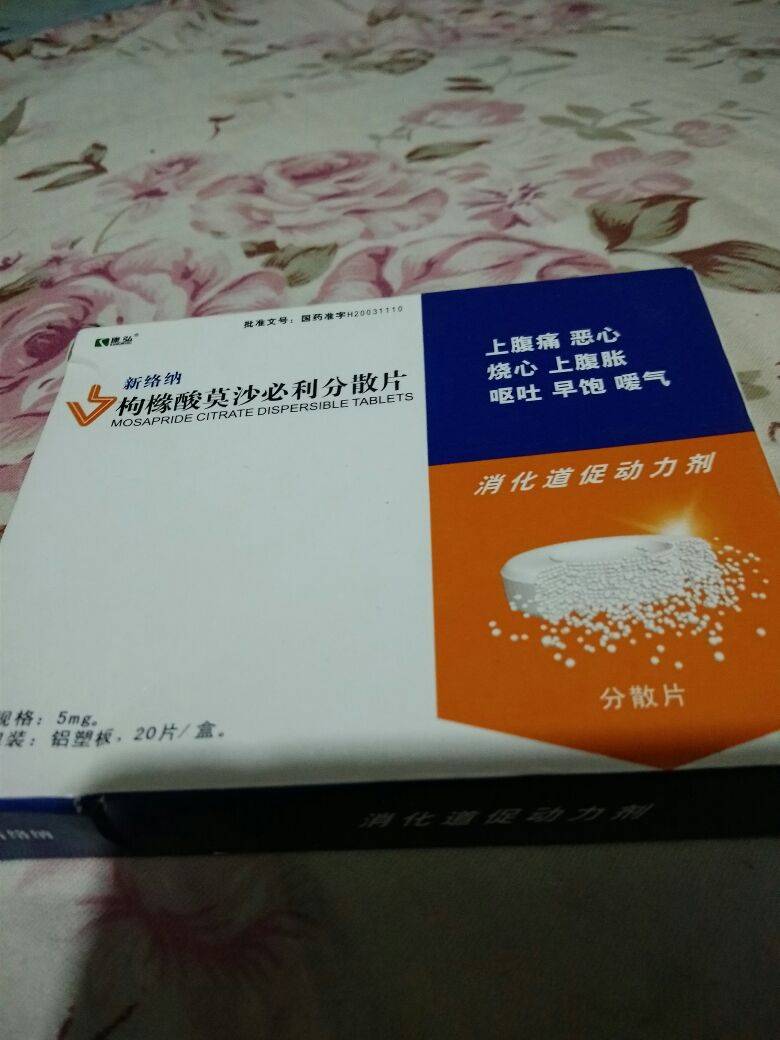 康弘®
批准文号：国药准字H20031110
新络纳
枸橼酸莫沙必利分散片
MOSAPRIDE CITRATE DISPERSIBLE TABLETS
上腹痛 恶心
烧心 上腹胀
呕吐 早饱 嗳气
消化道促动力剂
分散片
规格：5mg。
装：铝塑板，20片/盒。
络纳
消化道促动力剂